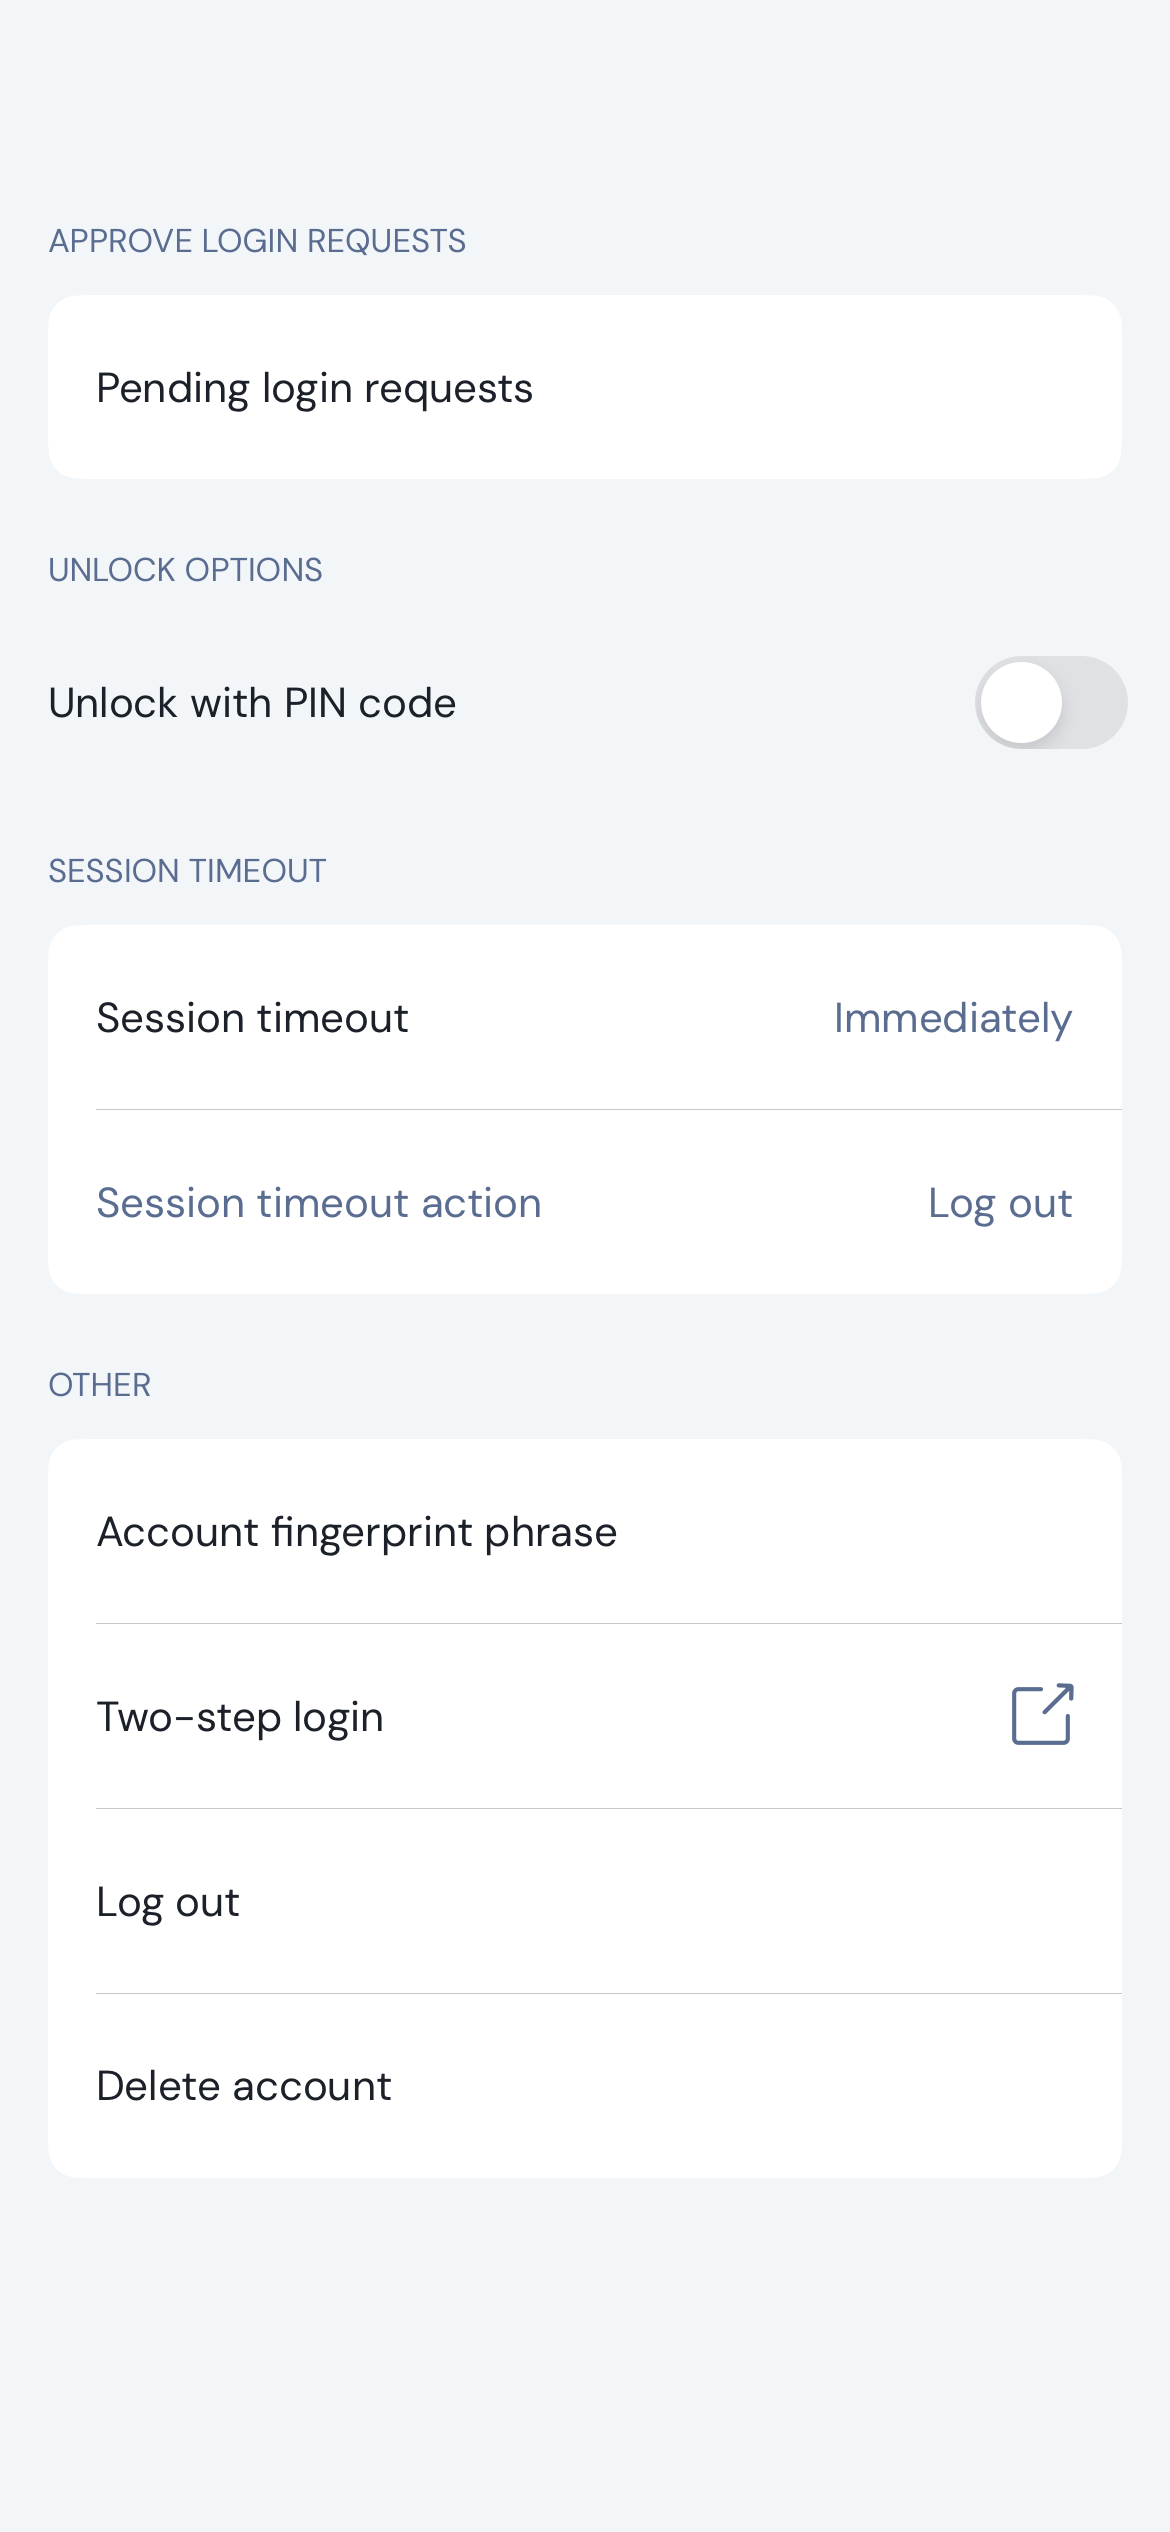 APPROVE LOGIN REQUESTS
Pending login requests
UNLOCK OPTIONS
Unlock with PIN code
SESSION TIMEOUT
Session timeout Immediately
Session timeout action Log out
OTHER
Account fingerprint phrase
Two-step login
Log out
Delete account